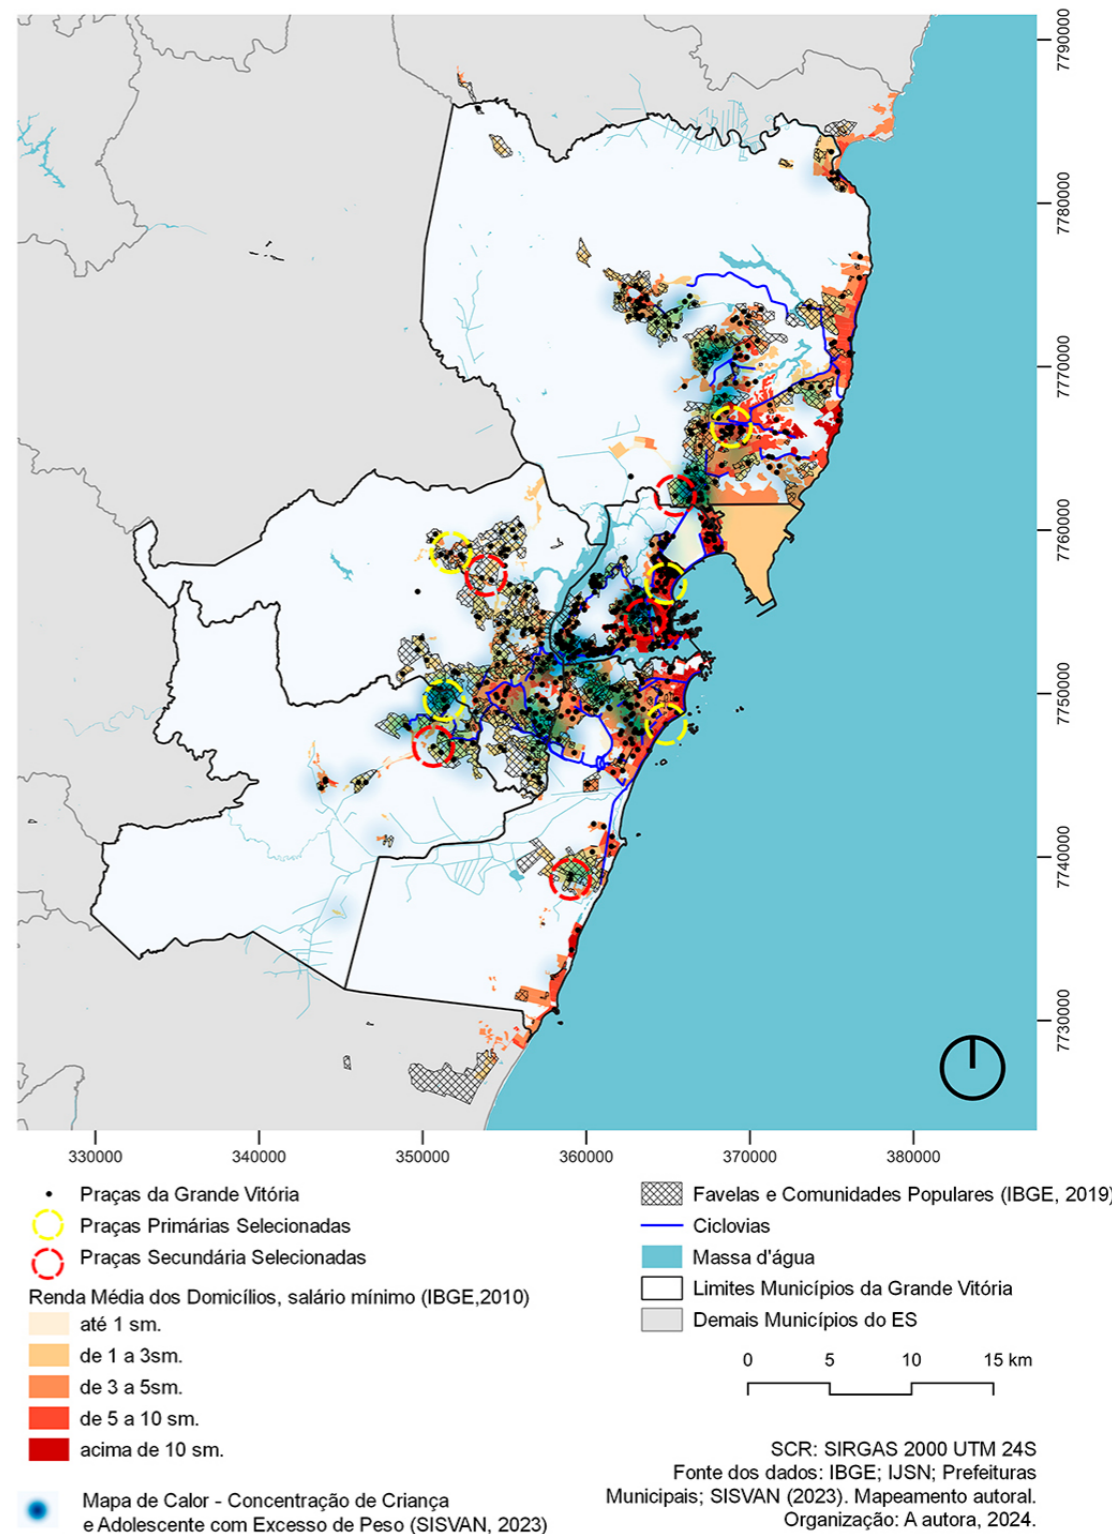 7790000
7780000
7770000
7760000
7750000
7740000
7730000
330000
340000
350000
360000
370000
380000
Praças da Grande Vitória
Praças Primárias Selecionadas
Praças Secundária Selecionadas
Renda Média dos Domicílios, salário mínimo (IBGE,2010)
até 1 sm.
de 1 a 3sm.
de 3 a 5sm.
de 5 a 10 sm.
acima de 10 sm.
Mapa de Calor - Concentração de Criança
e Adolescente com Excesso de Peso (SISVAN, 2023)
Favelas e Comunidades Populares (IBGE, 2019)
Ciclovias
Massa d'água
Limites Municípios da Grande Vitória
Demais Municípios do ES
0 5 10 15 km
SCR: SIRGAS 2000 UTM 24S
Fonte dos dados: IBGE; IJSN; Prefeituras
Municipais; SISVAN (2023). Mapeamento autoral.
Organização: A autora, 2024.